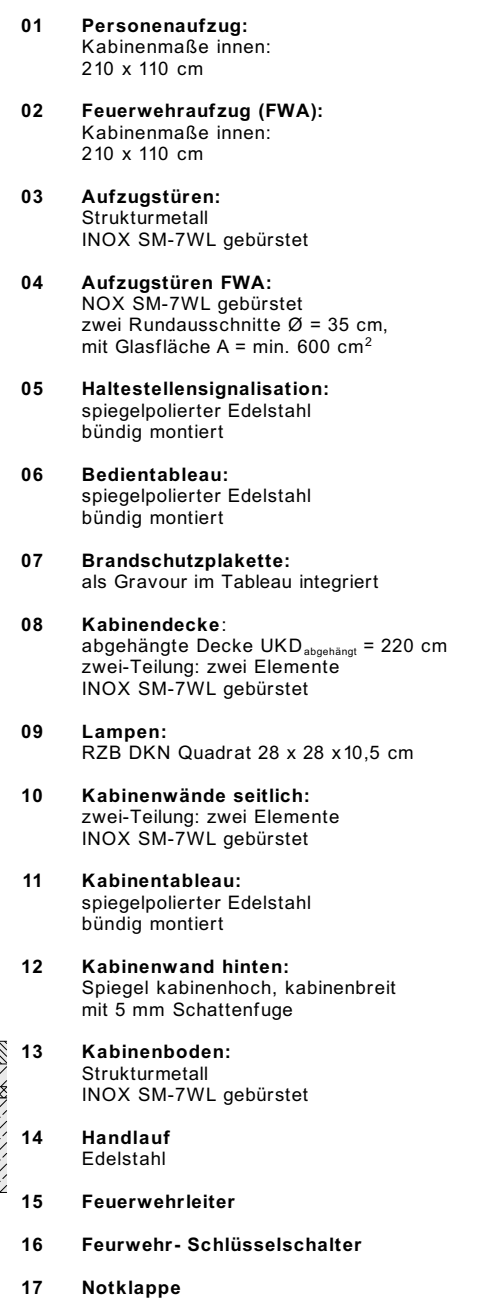 01 Personenaufzug:
Kabinenmaße innen:
210 x 110 cm
02 Feuerwehraufzug (FWA):
Kabinenmaße innen:
210 x 110 cm
03 Aufzugstüren:
Strukturmetall
INOX SM-7WL gebürstet
04 Aufzugstüren FWA:
NOX SM-7WL gebürstet
zwei Rundausschnitte Ø = 35 cm,
mit Glasfläche A = min. 600 cm²
05 Haltestellensignalisation:
spiegelpolierter Edelstahl
bündig montiert
06 Bedientableau:
spiegelpolierter Edelstahl
bündig montiert
07 Brandschutzplakette:
als Gravour im Tableau integriert
08 Kabinendecke:
abgehängte Decke UKDabgehängt = 220 cm
zwei-Teilung: zwei Elemente
INOX SM-7WL gebürstet
09 Lampen:
RZB DKN Quadrat 28 x 28 x10,5 cm
10 Kabinenwände seitlich:
zwei-Teilung: zwei Elemente
INOX SM-7WL gebürstet
11 Kabinentableau:
spiegelpolierter Edelstahl
bündig montiert
12 Kabinenwand hinten:
Spiegel kabinenhoch, kabinenbreit
mit 5 mm Schattenfuge
13 Kabinenboden:
Strukturmetall
INOX SM-7WL gebürstet
14 Handlauf
Edelstahl
15 Feuerwehrleiter
16 Feurwehr- Schlüsselschalter
17 Notklappe